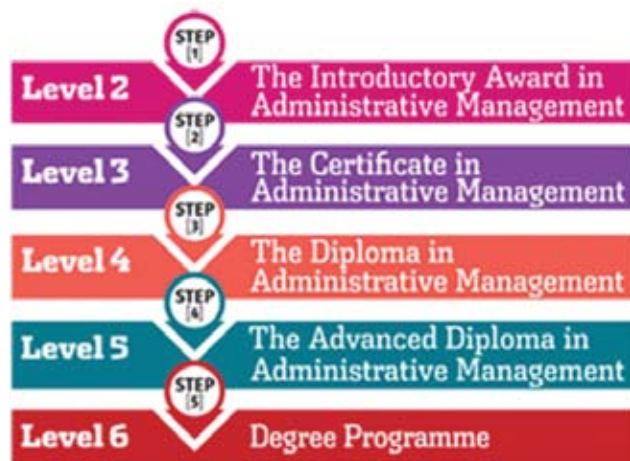 STEP
[1]
Level 2
The Introductory Award in
Administrative Management
STEP
[2]
Level 3
The Certificate in
Administrative Management
STEP
[3]
Level 4
The Diploma in
Administrative Management
STEP
[4]
Level 5
The Advanced Diploma in
Administrative Management
STEP
[5]
Level 6
Degree Programme